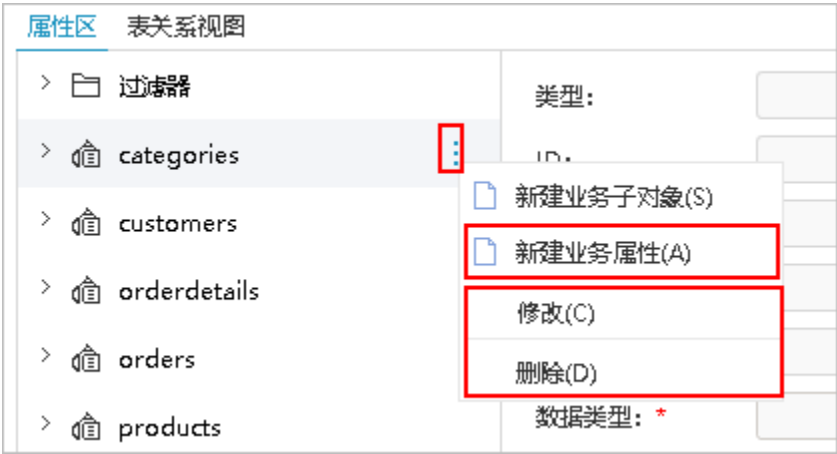 属性区 表关系视图
过滤器
categories
customers
orderdetails
orders
products
类型：
ID：
新建业务子对象(S)
新建业务属性(A)
修改(C)
删除(D)
数据类型：*